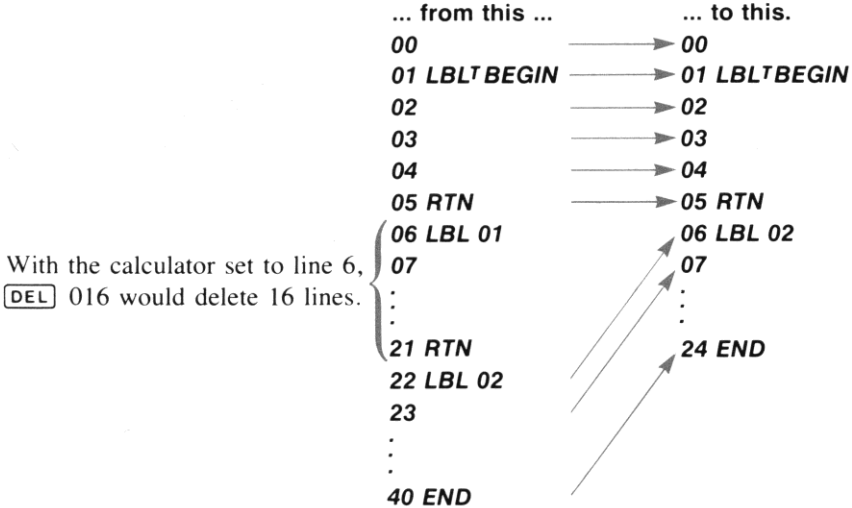 ... from this ... ... to this.
00 00
01 LBLᵀBEGIN 01 LBLᵀBEGIN
02 02
03 03
04 04
05 RTN 05 RTN
06 LBL 01 06 LBL 02
With the calculator set to line 6, 07 07
DEL 016 would delete 16 lines.
21 RTN 24 END
22 LBL 02
23
40 END